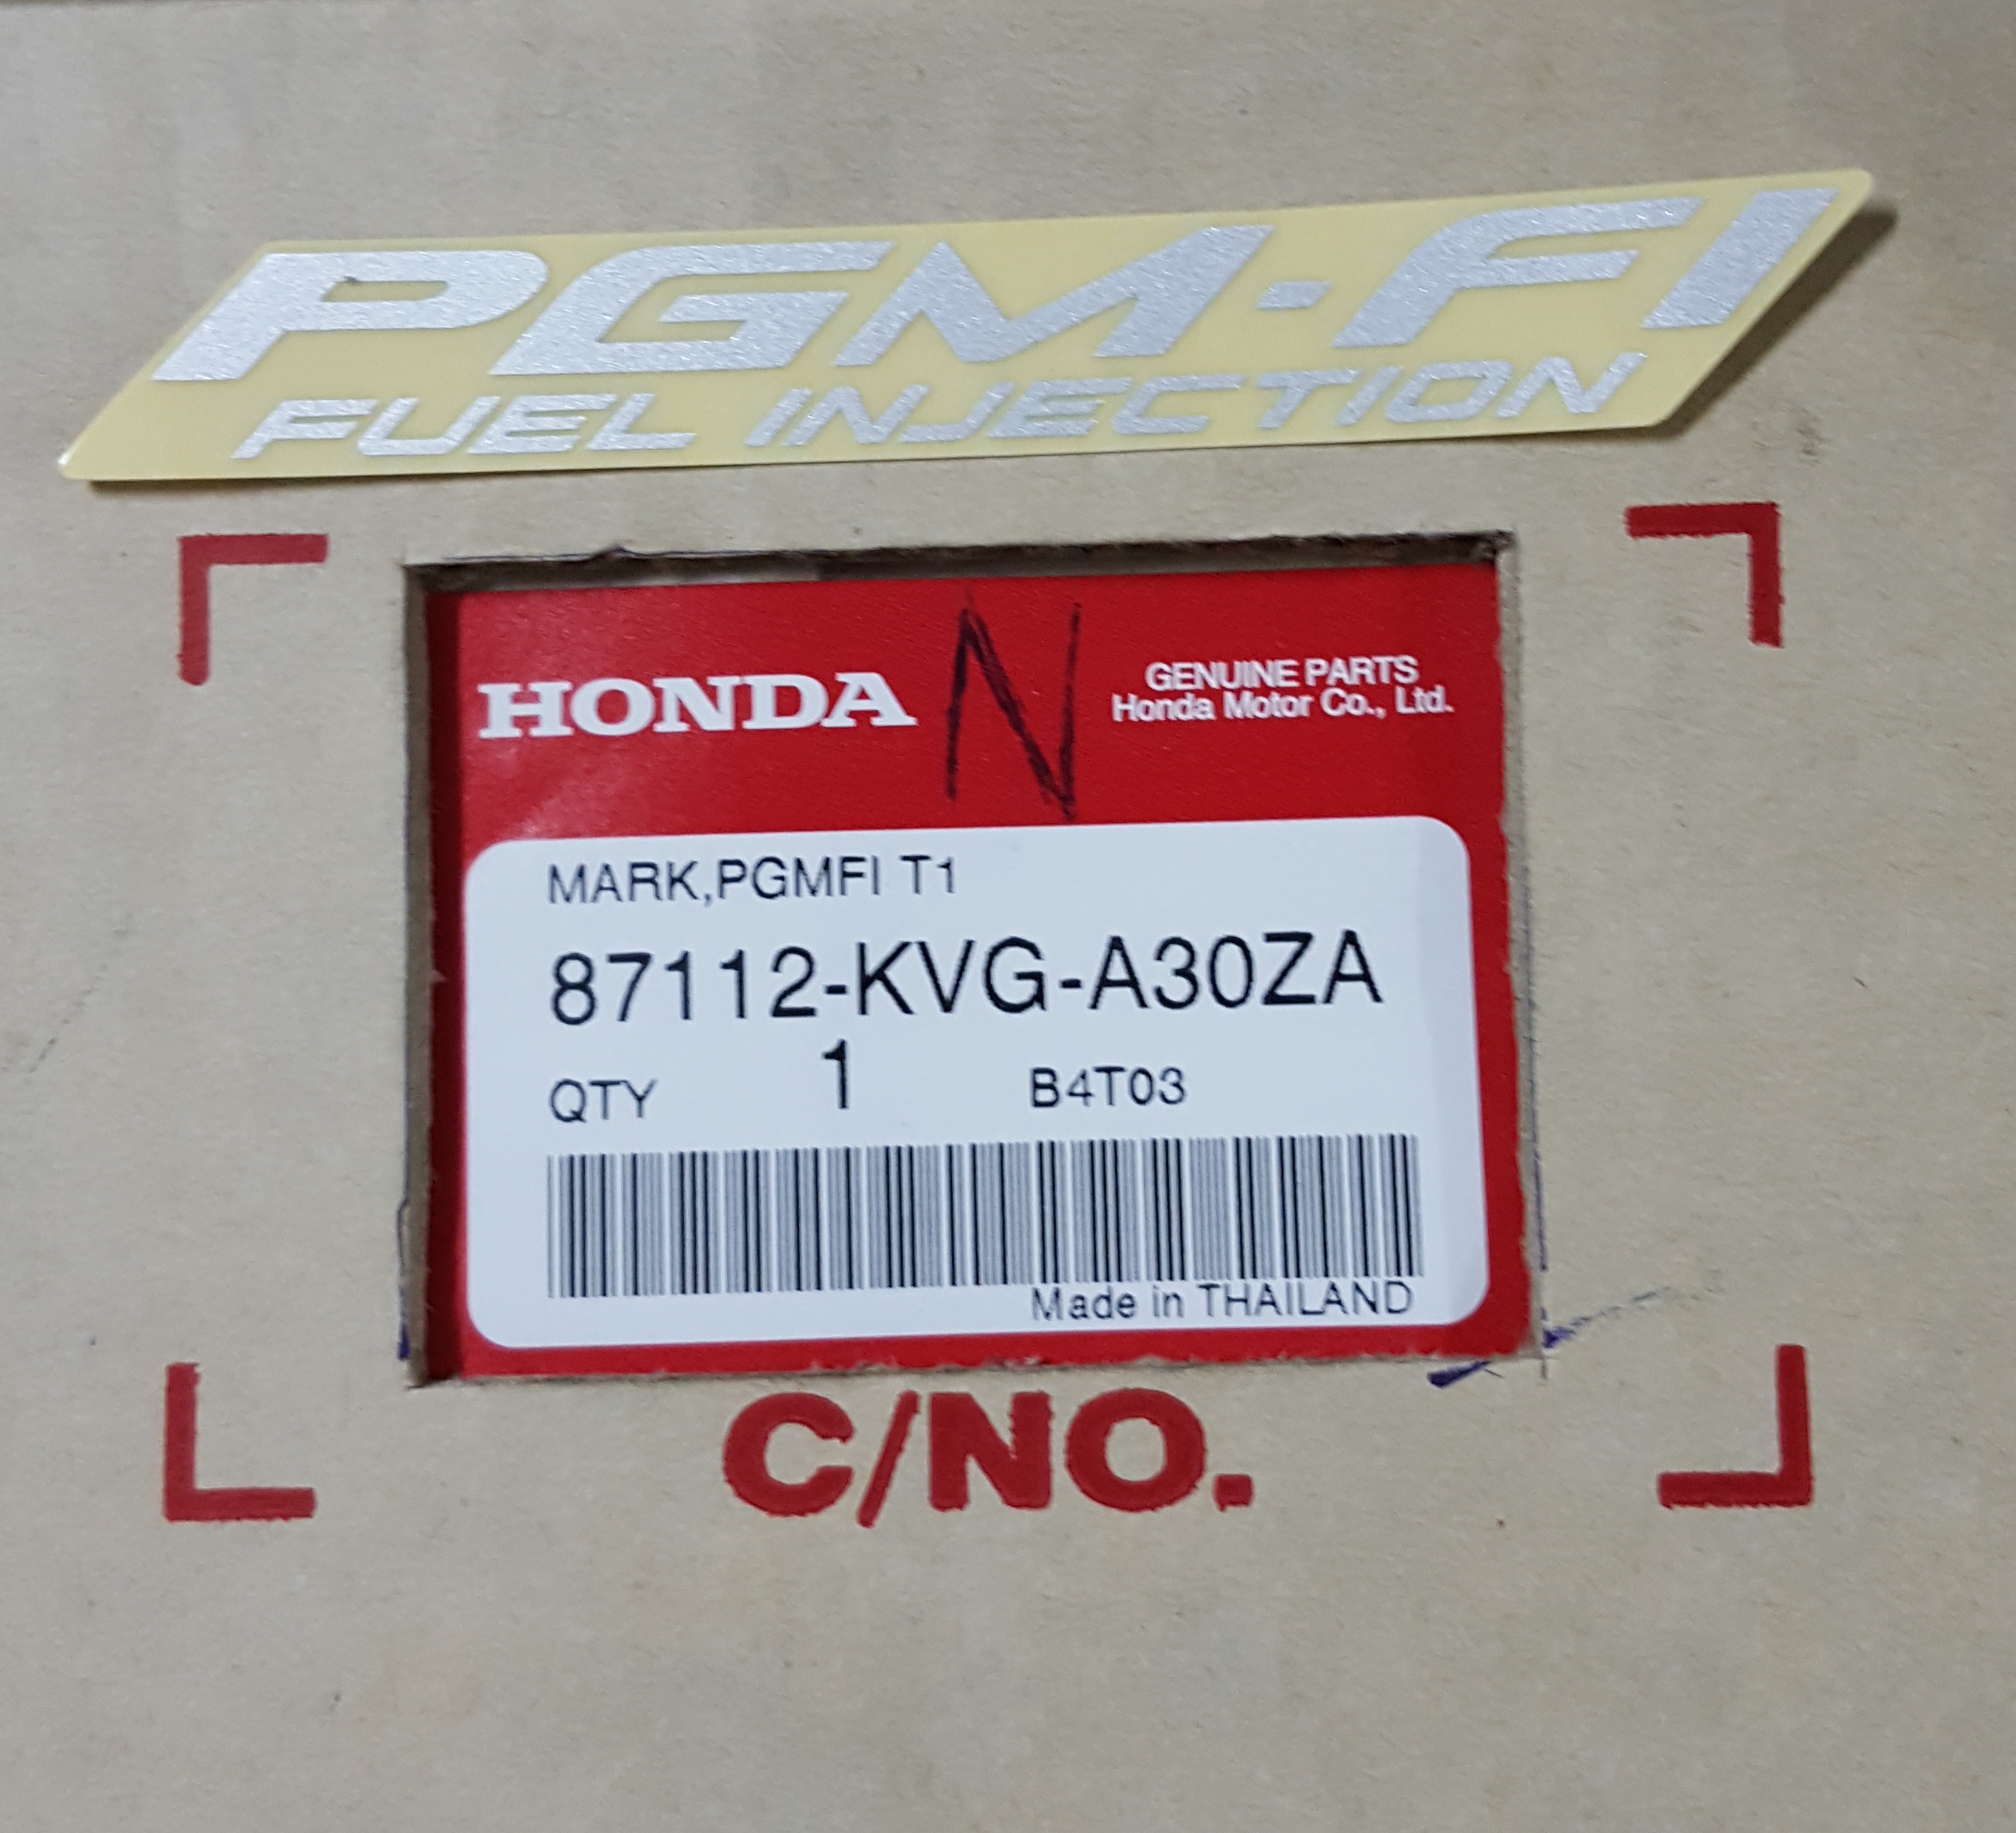 PGM-FI
FUEL INJECTION
HONDA N GENUINE PARTS
Honda Motor Co., Ltd.
MARK,PGMFI T1
87112-KVG-A30ZA
QTY 1 B4T03
Made in THAILAND
C/NO.